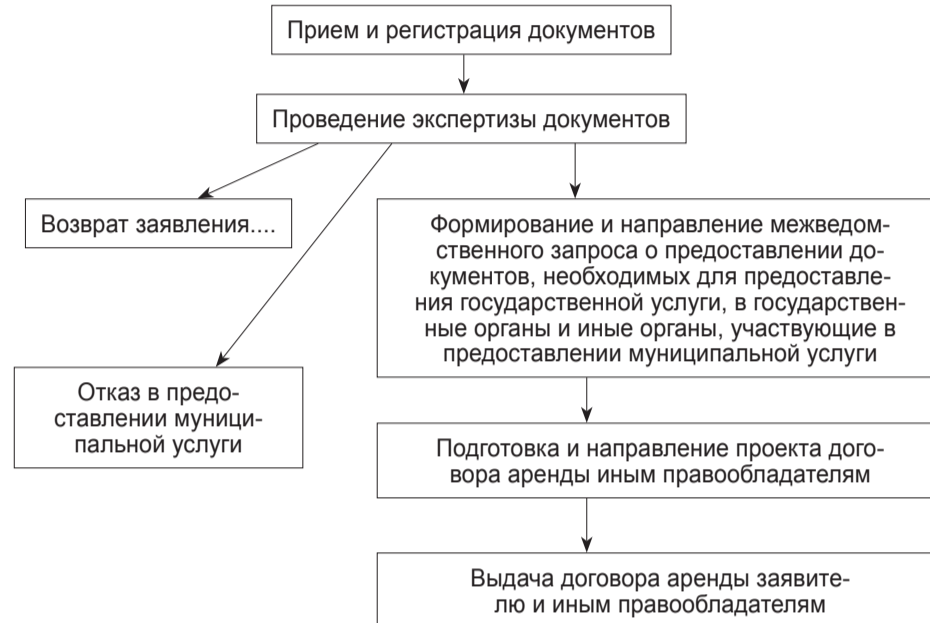 Прием и регистрация документов
Проведение экспертизы документов
Возврат заявления....
Формирование и направление межведом-
ственного запроса о предоставлении до-
кументов, необходимых для предоставле-
ния государственной услуги, в государствен-
ные органы и иные органы, участвующие в
предоставлении муниципальной услуги
Отказ в предо-
ставлении муници-
пальной услуги
Подготовка и направление проекта дого-
вора аренды иным правообладателям
Выдача договора аренды заявите-
лю и иным правообладателям